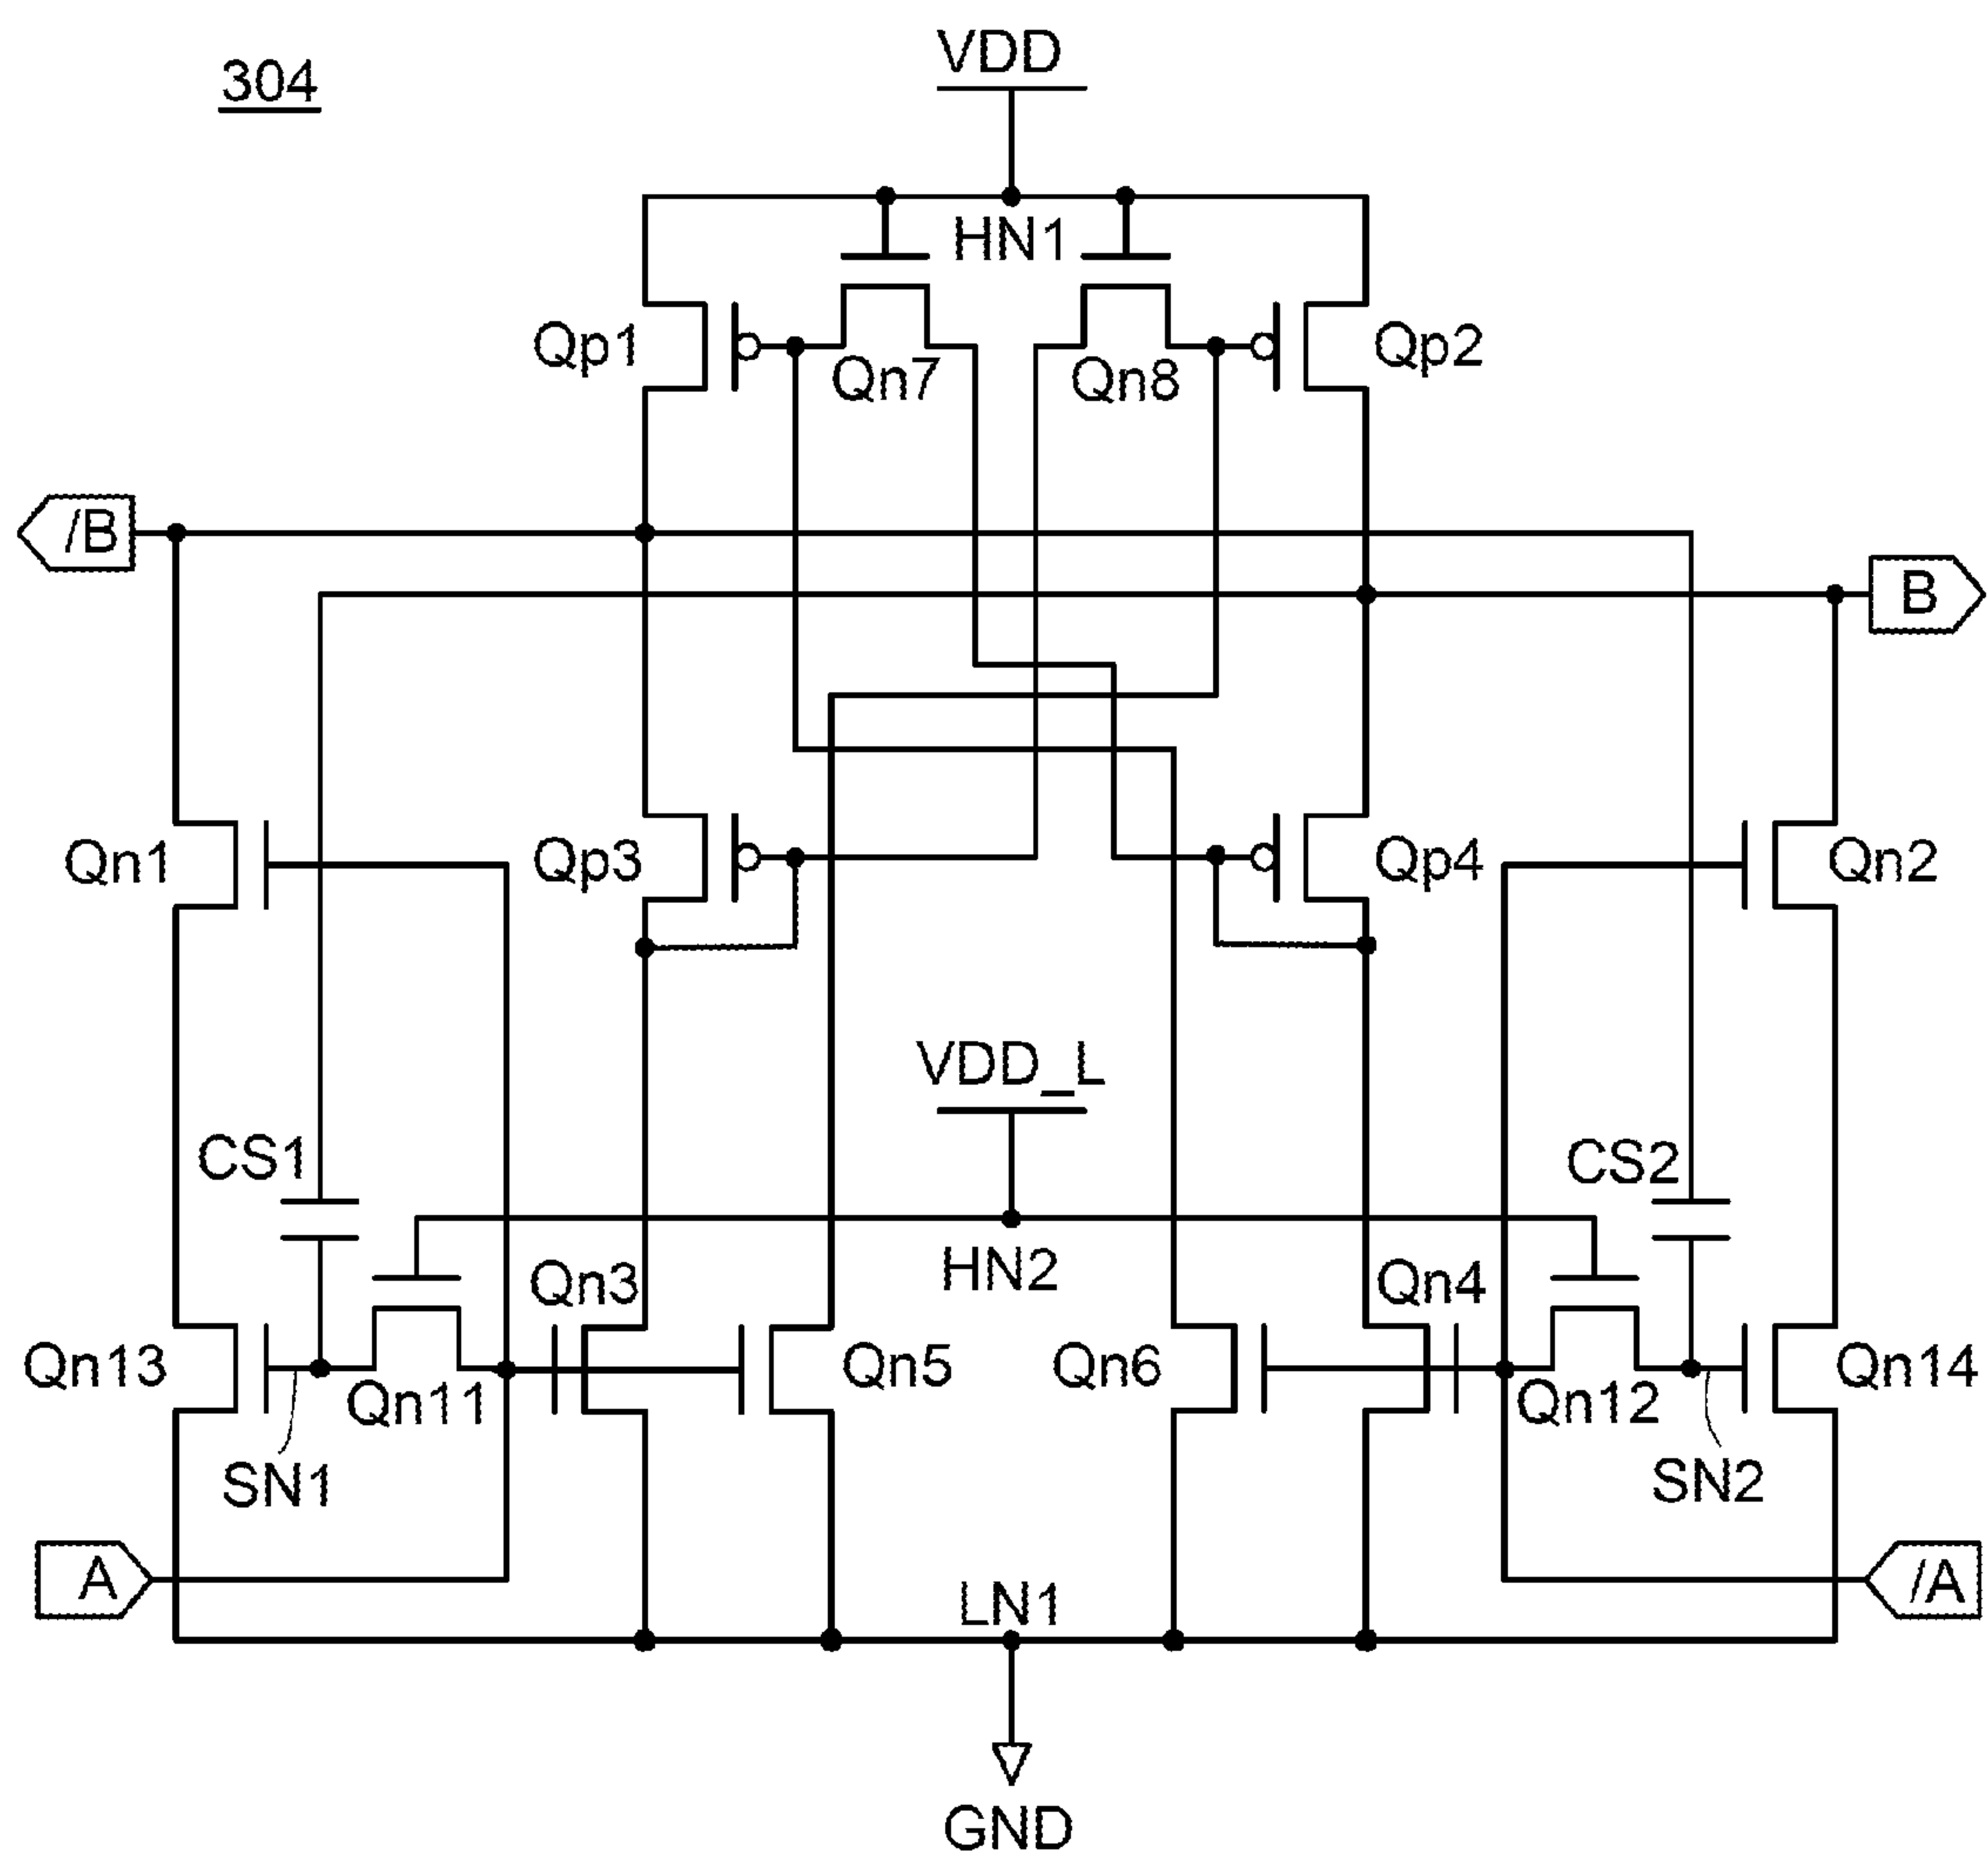 304
VDD
HN1
Qp1
Qn7
Qn8
Qp2
/B
B
Qn1
Qp3
Qp4
Qn2
VDD_L
CS1
CS2
HN2
Qn3
Qn4
Qn13
Qn11
Qn5
Qn6
Qn12
Qn14
SN1
SN2
A
LN1
/A
GND